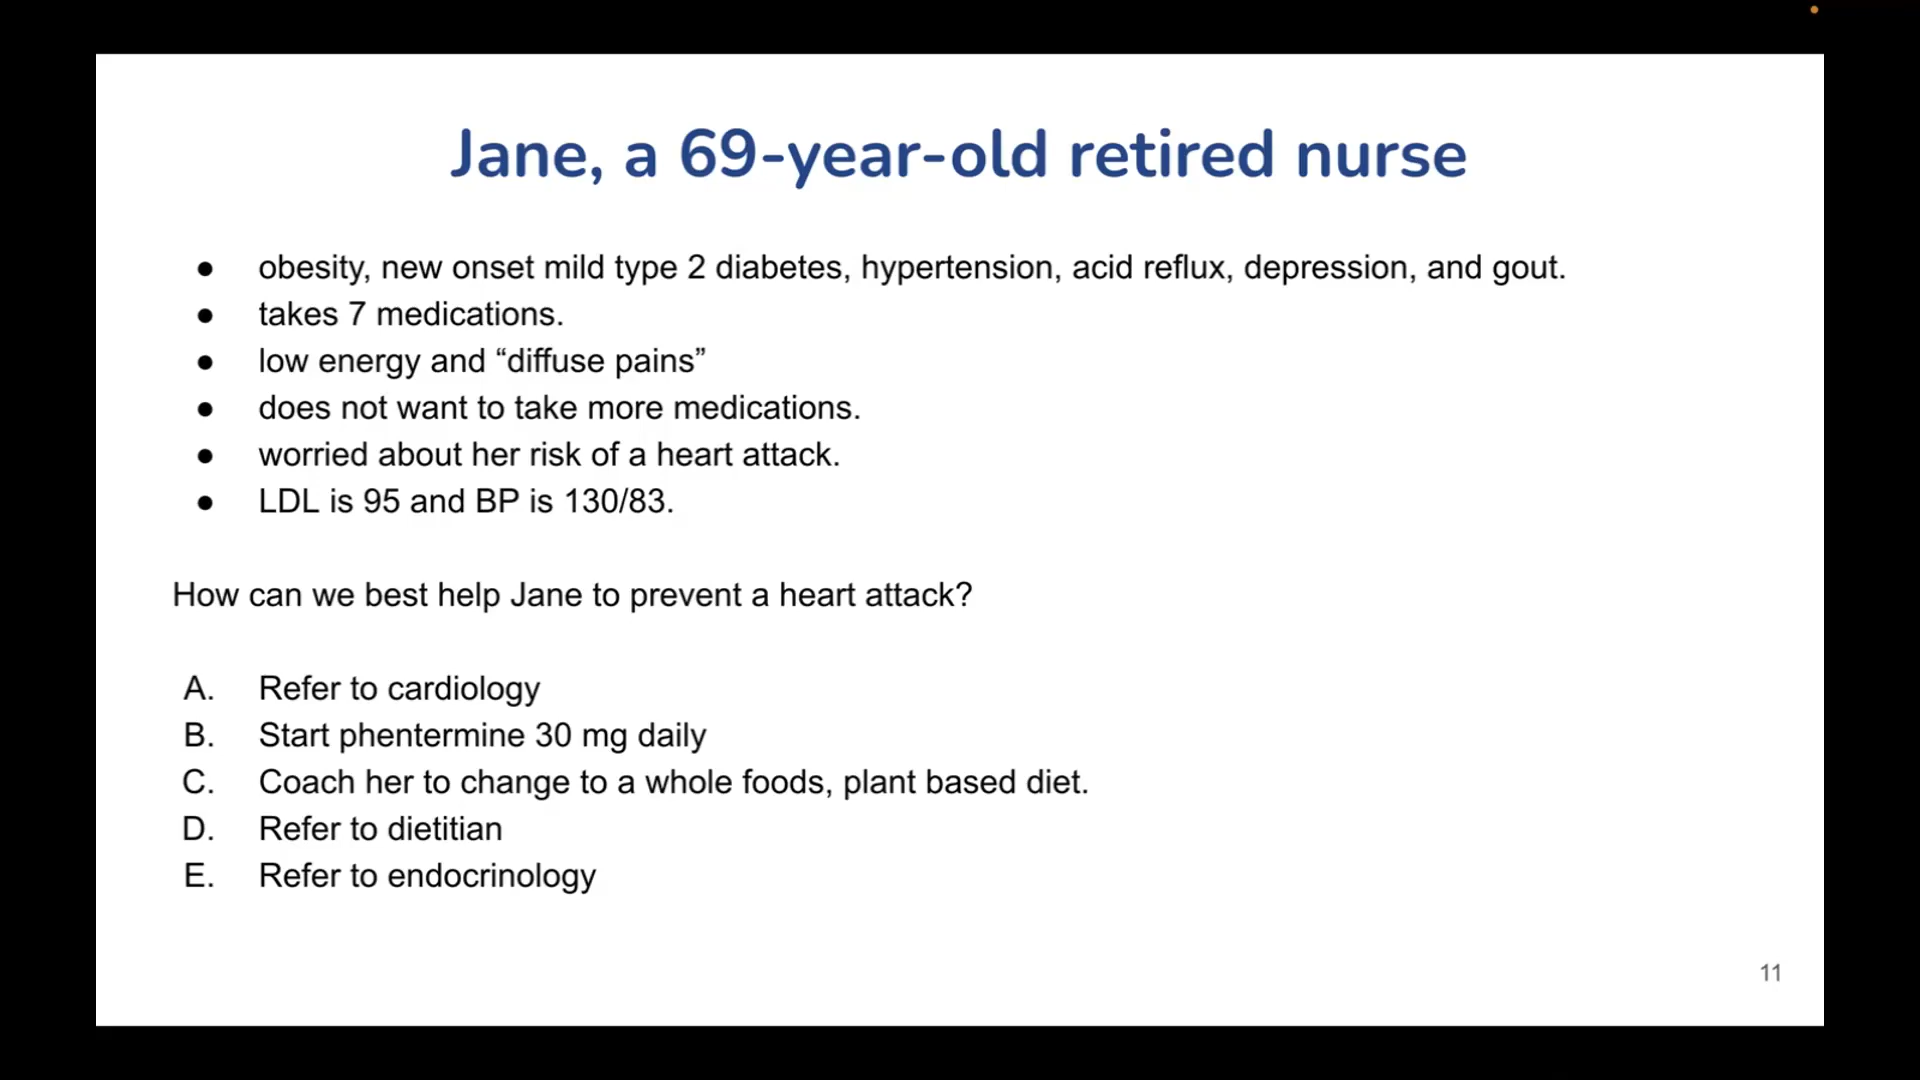 Jane, a 69-year-old retired nurse
● obesity, new onset mild type 2 diabetes, hypertension, acid reflux, depression, and gout.
● takes 7 medications.
● low energy and “diffuse pains”
● does not want to take more medications.
● worried about her risk of a heart attack.
● LDL is 95 and BP is 130/83.
How can we best help Jane to prevent a heart attack?
A. Refer to cardiology
B. Start phentermine 30 mg daily
C. Coach her to change to a whole foods, plant based diet.
D. Refer to dietitian
E. Refer to endocrinology
11